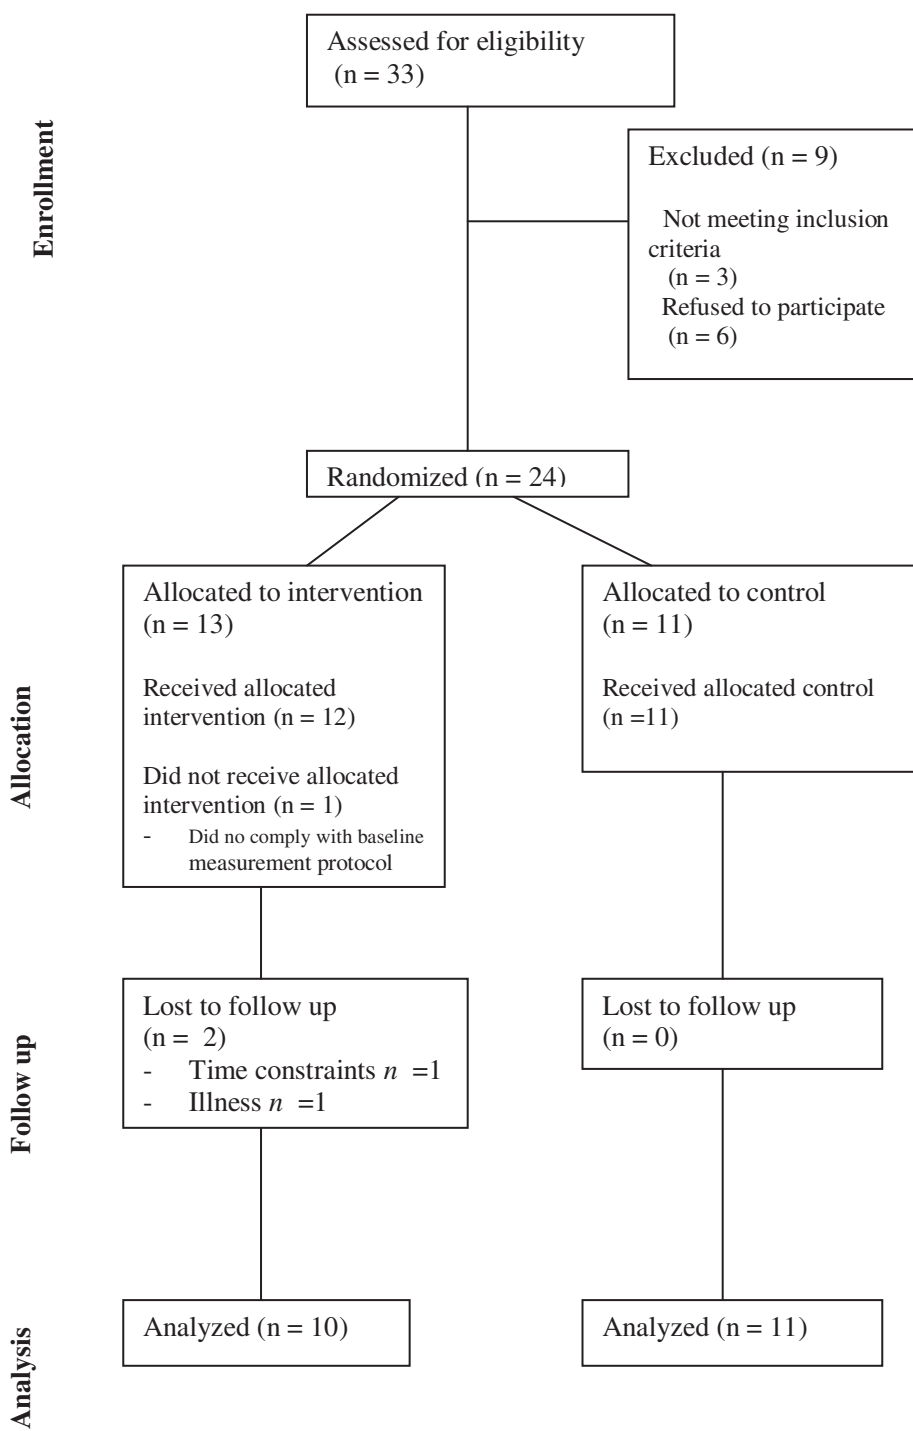 Assessed for eligibility
(n = 33)
Enrollment
Excluded (n = 9)
Not meeting inclusion
criteria
(n = 3)
Refused to participate
(n = 6)
Randomized (n = 24)
Allocated to intervention
(n = 13)
Received allocated
intervention (n = 12)
Did not receive allocated
intervention (n = 1)
- Did no comply with baseline
measurement protocol
Allocated to control
(n = 11)
Received allocated control
(n =11)
Allocation
Lost to follow up
(n = 2)
- Time constraints n =1
- Illness n =1
Lost to follow up
(n = 0)
Follow up
Analyzed (n = 10)
Analyzed (n = 11)
Analysis